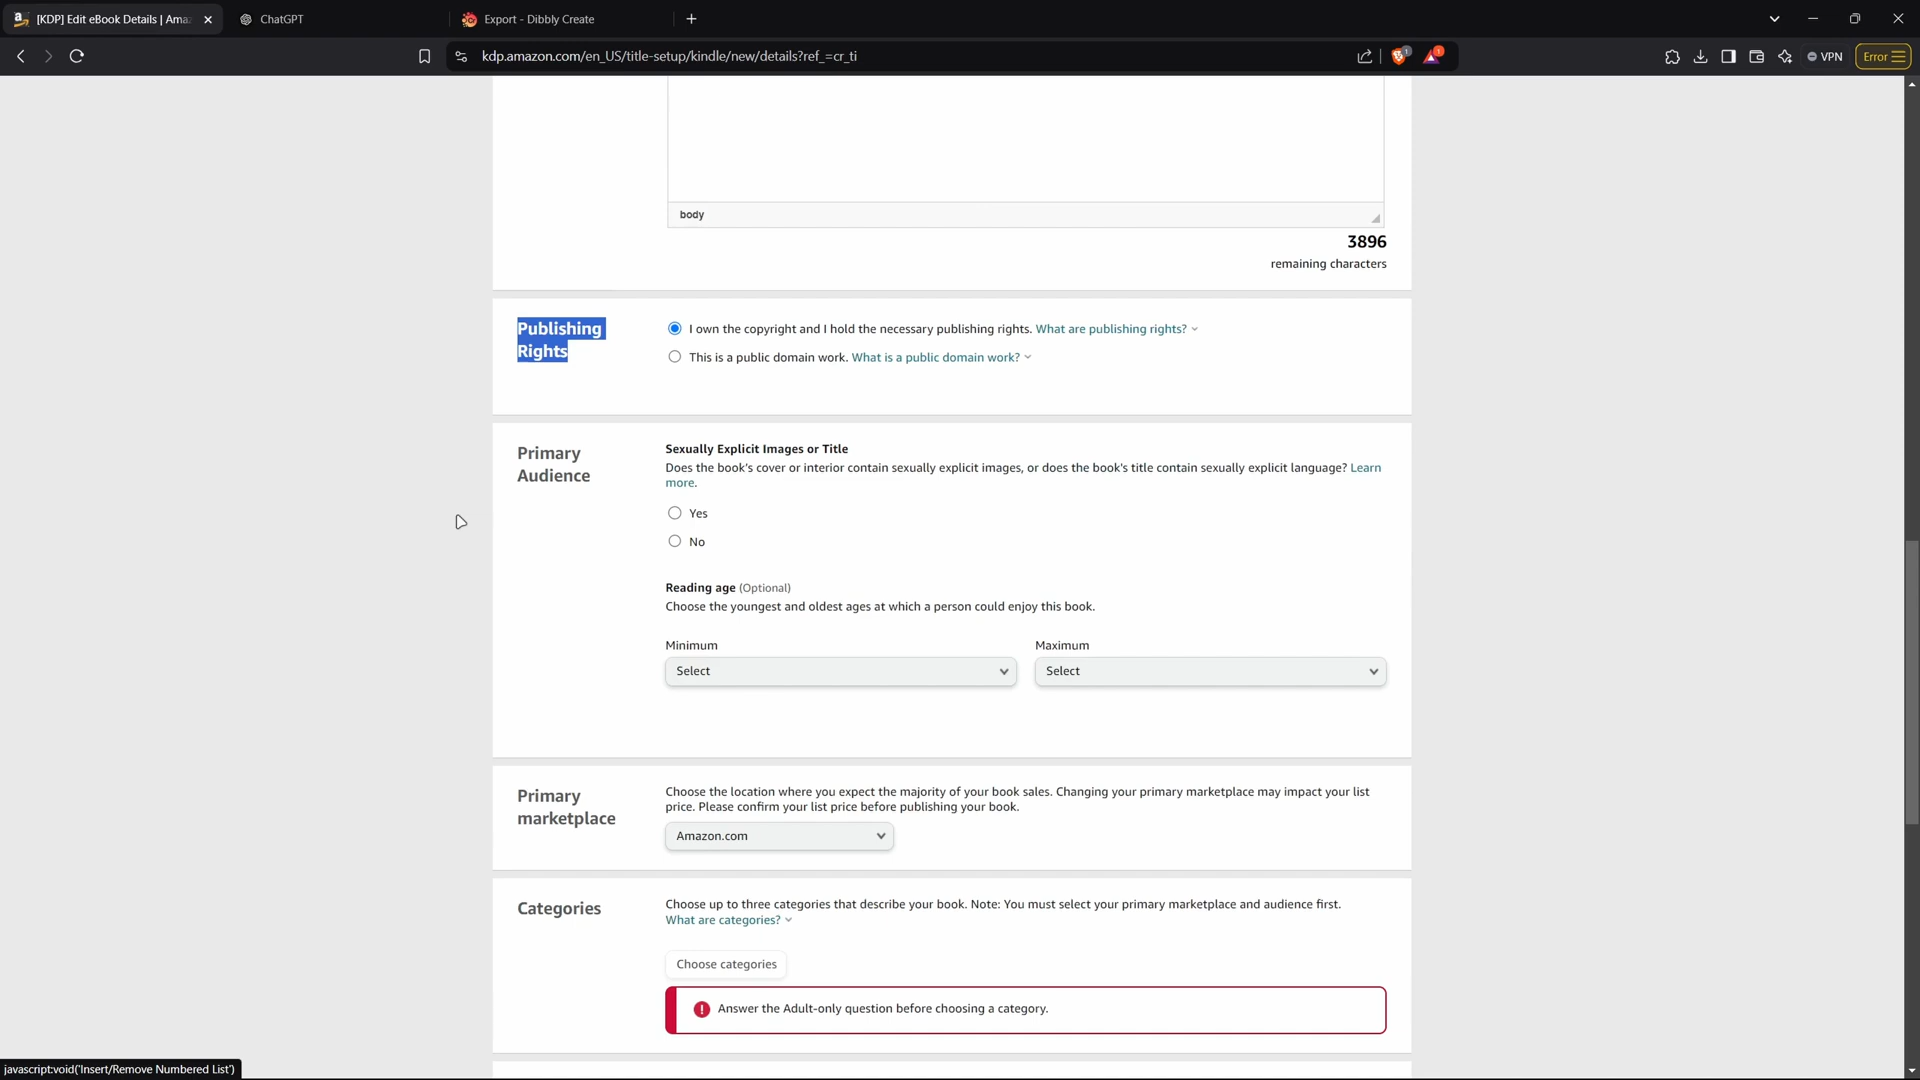 [KDP] Edit eBook Details | Ama
ChatGPT
Export - Dibbly Create
kdp.amazon.com/en_US/title-setup/kindle/new/details?ref_=cr_ti
1
1
VPN
Error
body
3896
remaining characters
Publishing
Rights
I own the copyright and I hold the necessary publishing rights. What are publishing rights?
This is a public domain work. What is a public domain work?
Primary
Audience
Sexually Explicit Images or Title
Does the book's cover or interior contain sexually explicit images, or does the book's title contain sexually explicit language? Learn
more.
Yes
No
Reading age (Optional)
Choose the youngest and oldest ages at which a person could enjoy this book.
Minimum
Maximum
Select
Select
Primary
marketplace
Choose the location where you expect the majority of your book sales. Changing your primary marketplace may impact your list
price. Please confirm your list price before publishing your book.
Amazon.com
Categories
Choose up to three categories that describe your book. Note: You must select your primary marketplace and audience first.
What are categories?
Choose categories
Answer the Adult-only question before choosing a category.
javascript:void('Insert/Remove Numbered List')